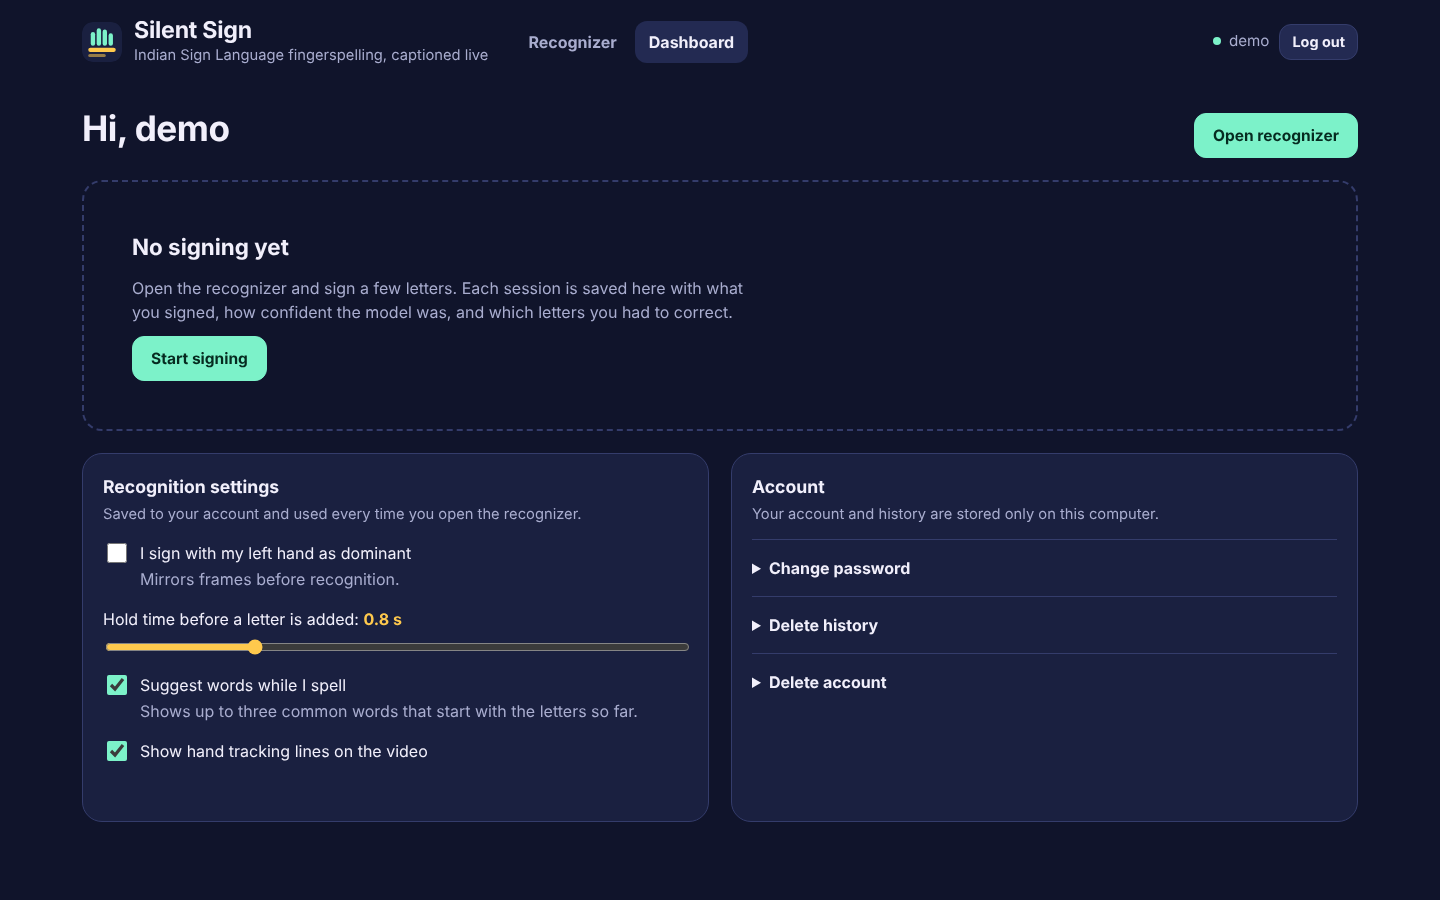 Silent Sign
Indian Sign Language fingerspelling, captioned live
Recognizer
Dashboard
demo
Log out
Hi, demo
Open recognizer
No signing yet
Open the recognizer and sign a few letters. Each session is saved here with what
you signed, how confident the model was, and which letters you had to correct.
Start signing
Recognition settings
Saved to your account and used every time you open the recognizer.
I sign with my left hand as dominant
Mirrors frames before recognition.
Hold time before a letter is added: 0.8 s
Suggest words while I spell
Shows up to three common words that start with the letters so far.
Show hand tracking lines on the video
Account
Your account and history are stored only on this computer.
Change password
Delete history
Delete account